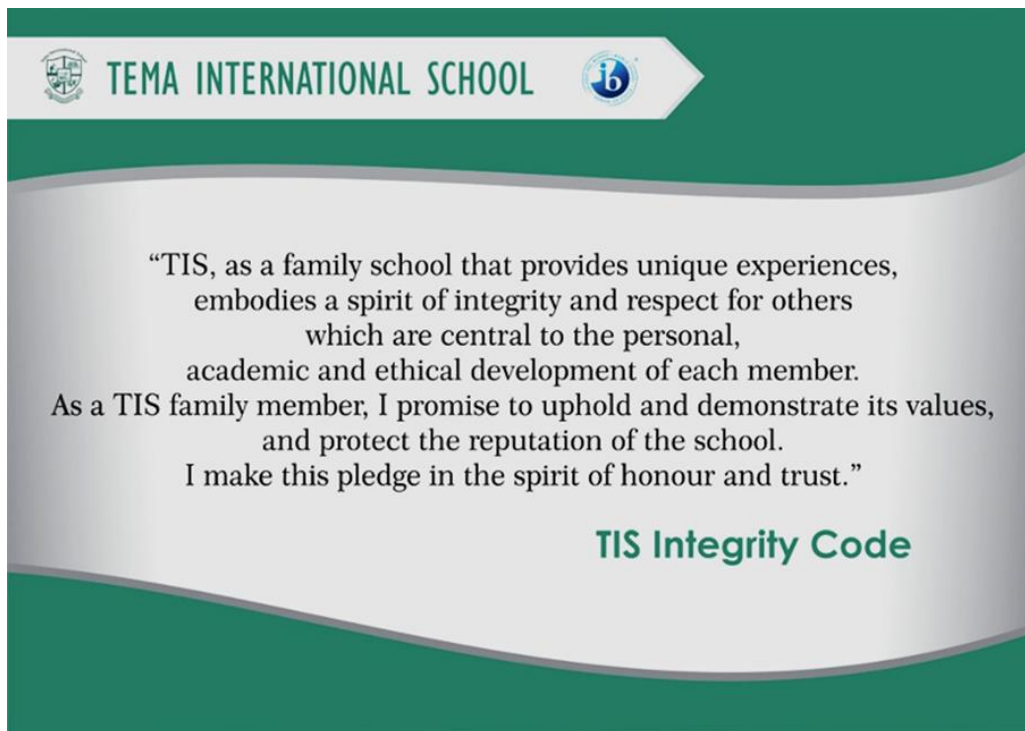 TEMA INTERNATIONAL SCHOOL
ib
“TIS, as a family school that provides unique experiences,
embodies a spirit of integrity and respect for others
which are central to the personal,
academic and ethical development of each member.
As a TIS family member, I promise to uphold and demonstrate its values,
and protect the reputation of the school.
I make this pledge in the spirit of honour and trust.”
TIS Integrity Code